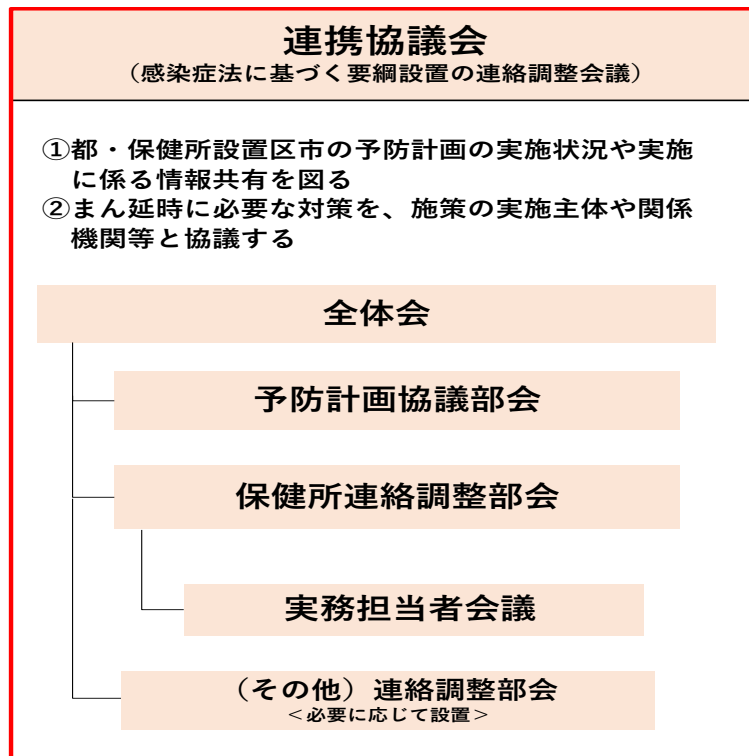 連携協議会
（感染症法に基づく要綱設置の連絡調整会議）
①都・保健所設置区市の予防計画の実施状況や実施
に係る情報共有を図る
②まん延時に必要な対策を、施策の実施主体や関係
機関等と協議する
全体会
予防計画協議部会
保健所連絡調整部会
実務担当者会議
（その他）連絡調整部会
＜必要に応じて設置＞